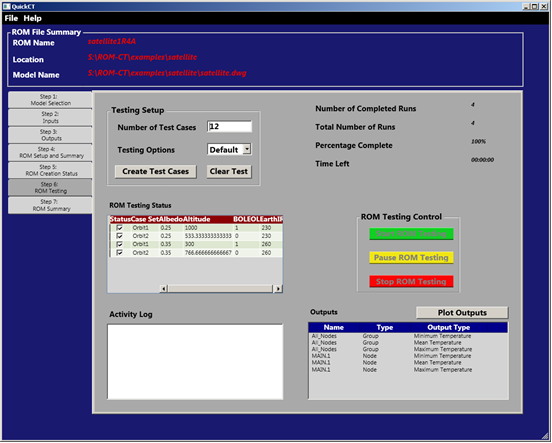 QuickCT
File Help
ROM File Summary
ROM Name satellite1R4A
Location S:\ROM-CT\examples\satellite
Model Name S:\ROM-CT\examples\satellite\satellite.dwg
Step 1:
Model Selection
Step 2:
Inputs
Step 3:
Outputs
Step 4:
ROM Setup and Summary
Step 5:
ROM Creation Status
Step 6:
ROM Testing
Step 7:
ROM Summary
Testing Setup
Number of Test Cases 12
Testing Options Default
Create Test Cases Clear Test
Number of Completed Runs 4
Total Number of Runs 4
Percentage Complete 100%
Time Left 00:00:00
ROM Testing Status
Status Case Set Albedo Altitude BOLEOL EarthIR
Orbit1 0.25 1000 1 230
Orbit2 0.25 533.333333333333 0 230
Orbit1 0.35 300 1 260
Orbit2 0.35 766.666666666667 0 260
ROM Testing Control
ROM Testing
Pause ROM Testing
Stop ROM Testing
Activity Log
Outputs Plot Outputs
Name Type Output Type
All_Nodes Group Minimum Temperature
All_Nodes Group Mean Temperature
All_Nodes Group Maximum Temperature
MAIN.1 Node Minimum Temperature
MAIN.1 Node Mean Temperature
MAIN.1 Node Maximum Temperature